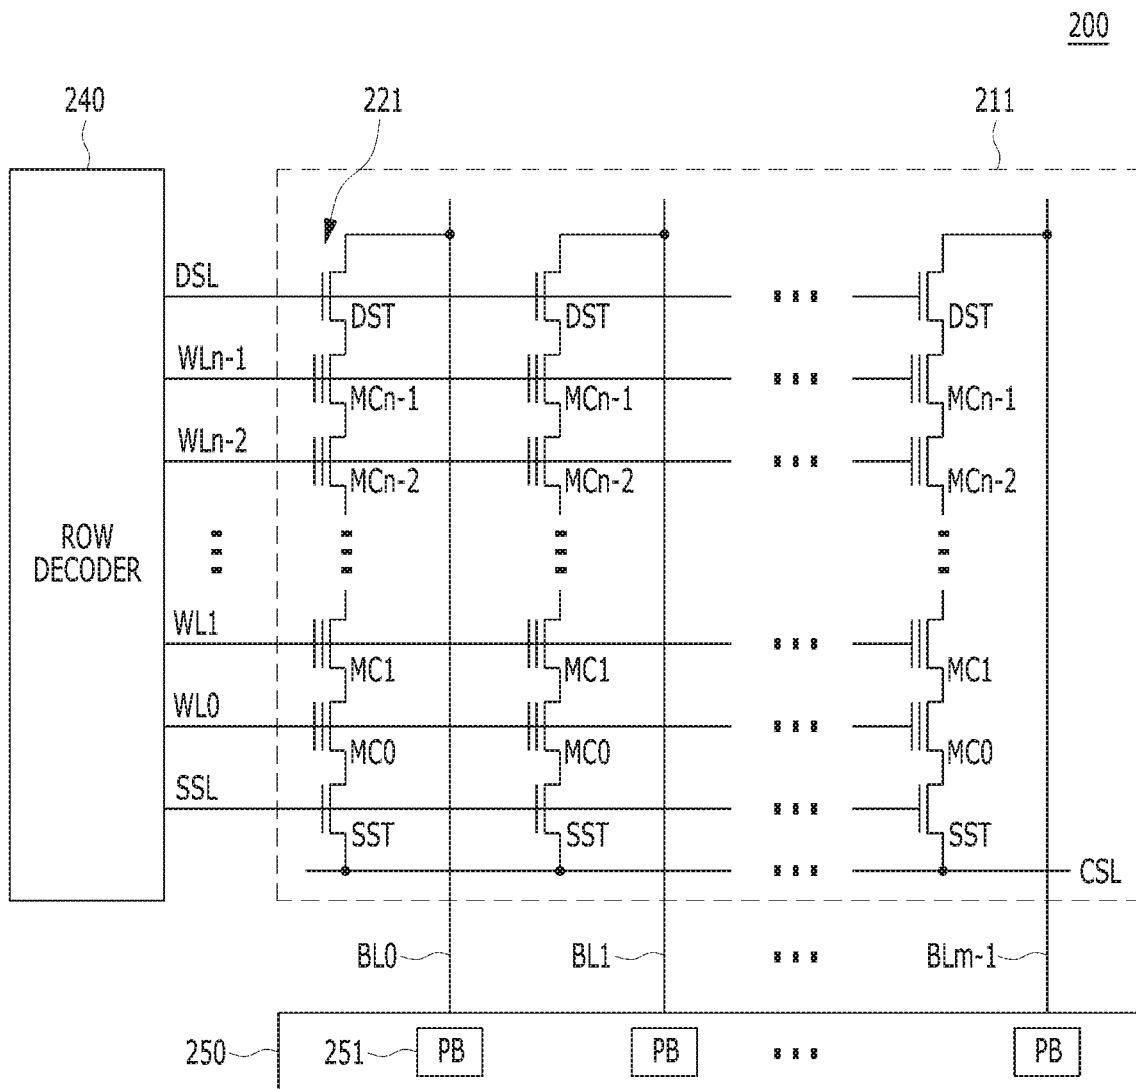 200
240 221 211
DSL
DST DST DST
WLn-1
MCn-1 MCn-1 MCn-1
WLn-2
MCn-2 MCn-2 MCn-2
ROW
DECODER
WL1
MC1 MC1 MC1
WL0
MC0 MC0 MC0
SSL
SST SST SST
CSL
BL0 BL1 BLm-1
250 251 PB PB PB